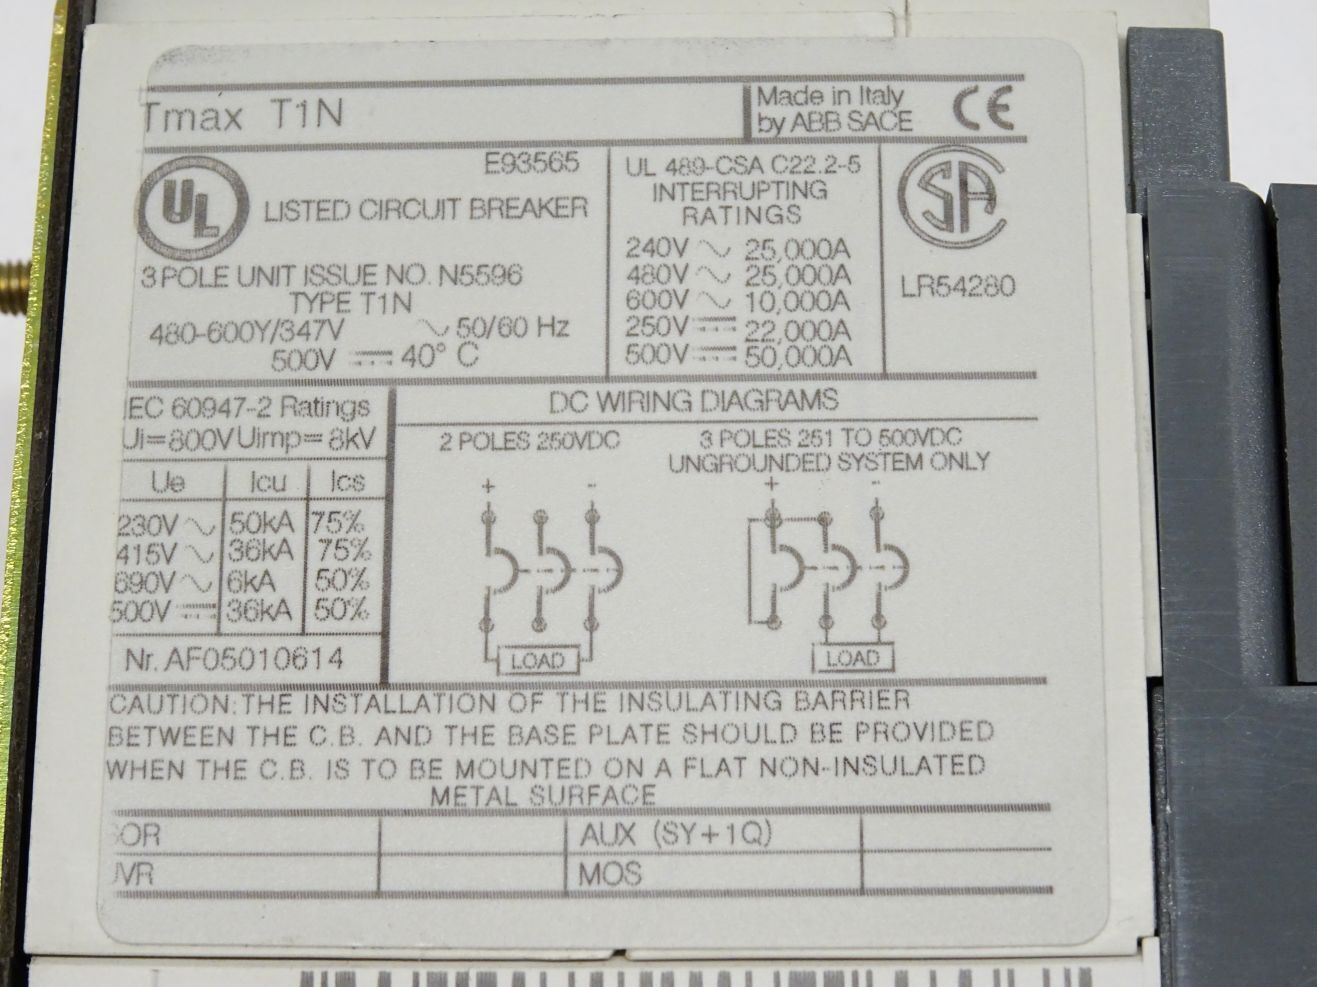 Tmax T1N
Made in Italy
by ABB SACE
CE
UL
E93565
LISTED CIRCUIT BREAKER
3 POLE UNIT ISSUE NO. N5596
TYPE T1N
480-600Y/347V ~ 50/60 Hz
500V ⎓ 40° C
UL 489-CSA C22.2-5
INTERRUPTING
RATINGS
240V ~ 25,000A
480V ~ 25,000A
600V ~ 10,000A
250V ⎓ 22,000A
500V ⎓ 50,000A
SA
LR54280
IEC 60947-2 Ratings
Ui=800V Uimp=8kV
Ue Icu Ics
230V ~ 50kA 75%
415V ~ 36kA 75%
690V ~ 6kA 50%
500V ⎓ 36kA 50%
Nr. AF05010614
DC WIRING DIAGRAMS
2 POLES 250VDC
+ -
LOAD
3 POLES 251 TO 500VDC
UNGROUNDED SYSTEM ONLY
+ -
LOAD
CAUTION: THE INSTALLATION OF THE INSULATING BARRIER
BETWEEN THE C.B. AND THE BASE PLATE SHOULD BE PROVIDED
WHEN THE C.B. IS TO BE MOUNTED ON A FLAT NON-INSULATED
METAL SURFACE
AUX (SY+1Q)
MOS